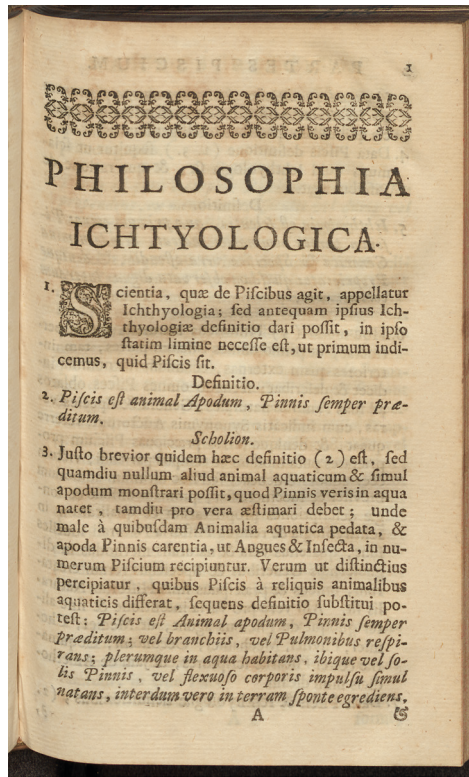 1
PHILOSOPHIA
ICHTYOLOGICA.
1. Scientia, quæ de Piſcibus agit, appellatur
Ichthyologia; ſed antequam ipſius Ich-
thyologiæ definitio dari poſſit, in ipſo
ſtatim limine neceſſe eſt, ut primum indi-
cemus, quid Piſcis ſit.
Definitio.
2. Piſcis eſt animal Apodum, Pinnis ſemper præ-
ditum.
Scholion.
3. Juſto brevior quidem hæc definitio (2) eſt, ſed
quamdiu nullum aliud animal aquaticum & ſimul
apodum monſtrari poſſit, quod Pinnis veris in aqua
natet, tamdiu pro vera æſtimari debet; unde
male à quibuſdam Animalia aquatica pedata, &
apoda Pinnis carentia, ut Angues & Inſecta, in nu-
merum Piſcium recipiuntur. Verum ut diſtinctius
percipiatur, quibus Piſcis à reliquis animalibus
aquaticis differat, ſequens definitio ſubſtitui po-
teſt: Piſcis eſt Animal apodum, Pinnis ſemper
præditum; vel branchiis, vel Pulmonibus reſpi-
rans; plerumque in aqua habitans, ibique vel ſo-
lis Pinnis, vel flexuoſo corporis impulſu ſimul
natans, interdum vero in terram ſponte egrediens.
A &